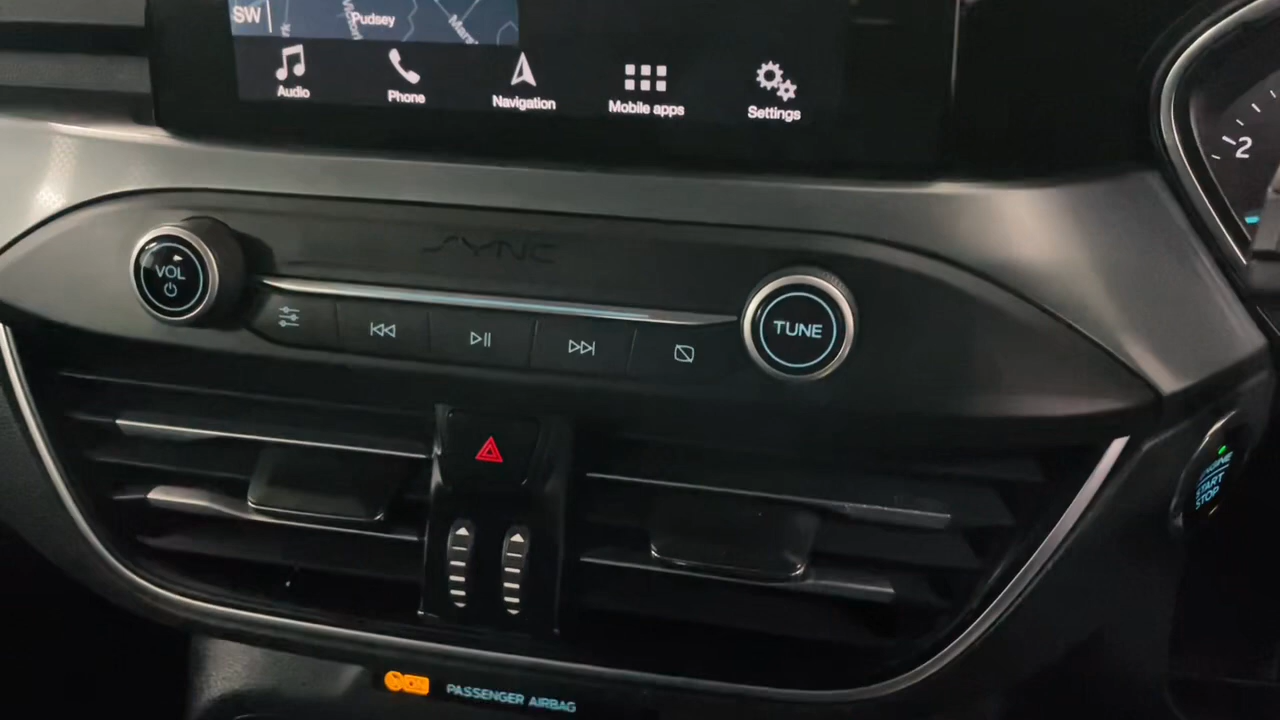 SW
Pudsey
Audio
Phone
Navigation
Mobile apps
Settings
2
SYNC
VOL
TUNE
ENGINE
START
STOP
PASSENGER AIRBAG